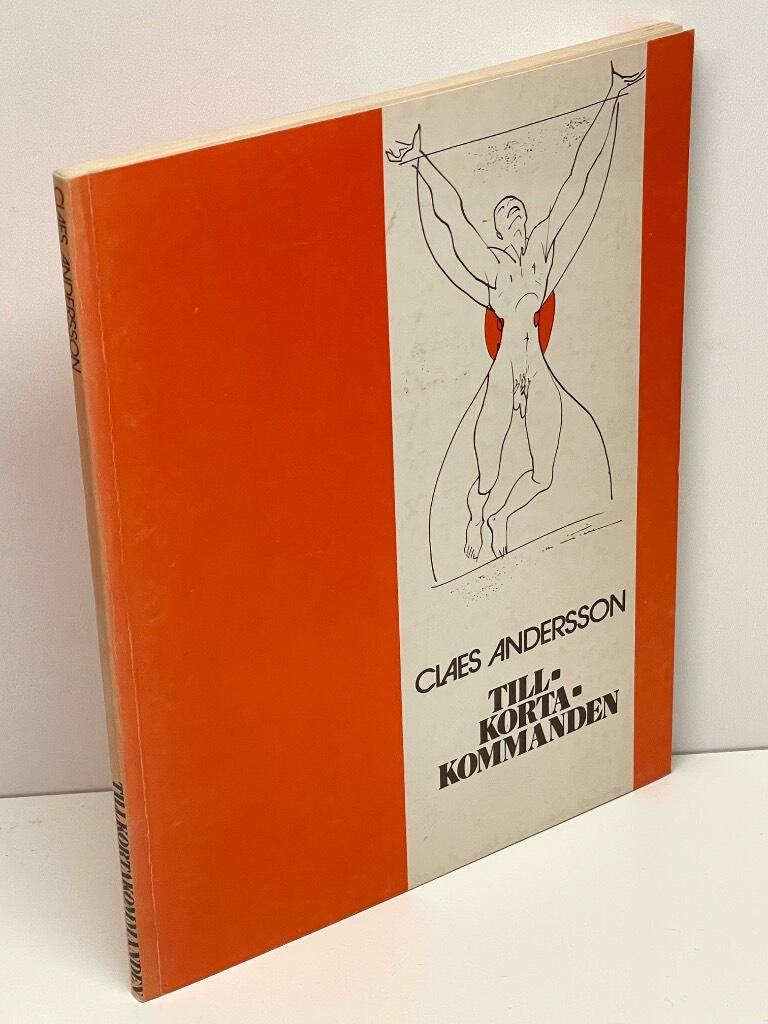 CLAES ANDERSSON
TILL-
KORTA-
KOMMANDEN
CLAES ANDERSSON
TILLKORTAKOMMANDEN